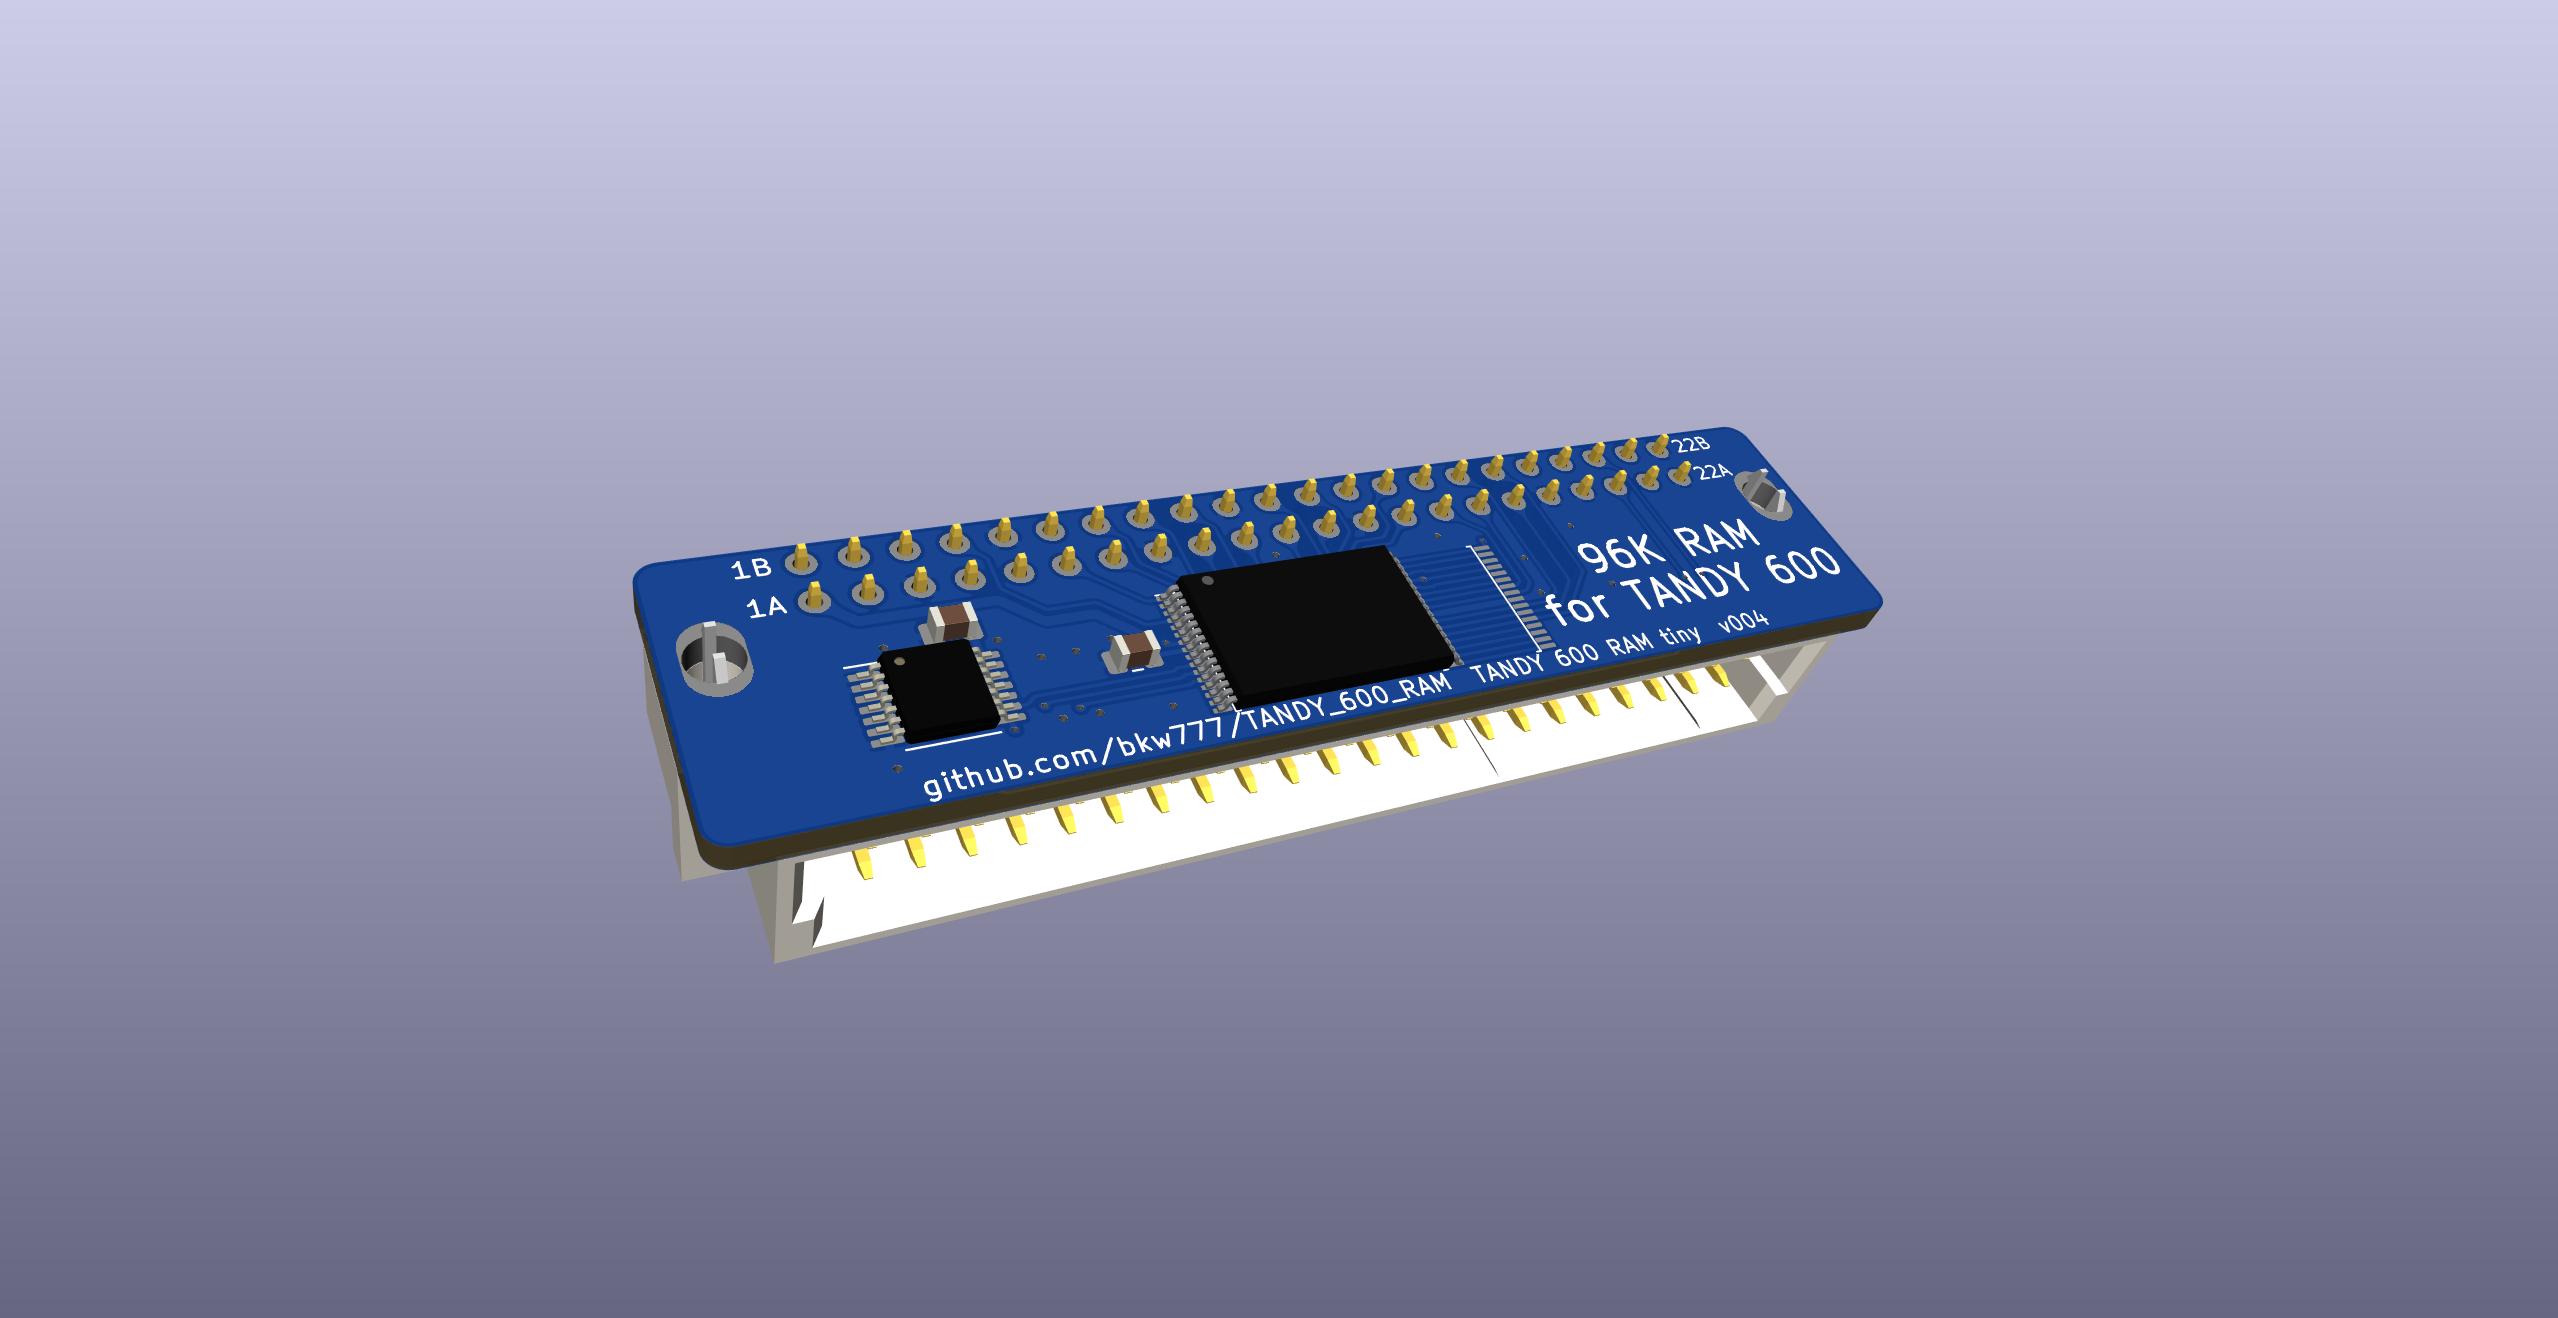 1B
1A
22B
22A
96K RAM
for TANDY 600
github.com/bkw777/TANDY_600_RAM TANDY 600 RAM tiny v004